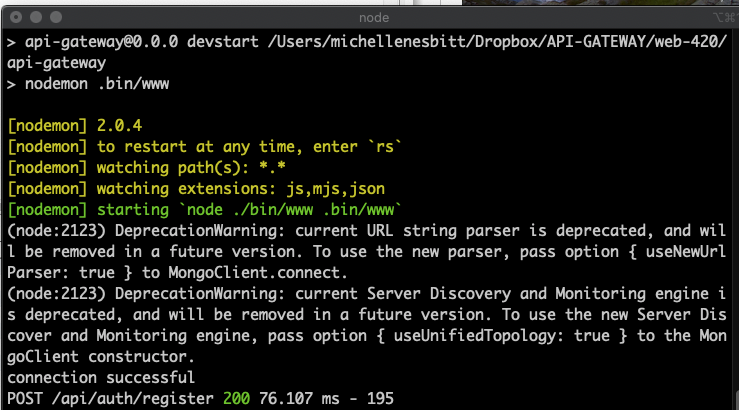 node
⌥⌘1
> api-gateway@0.0.0 devstart /Users/michellenesbitt/Dropbox/API-GATEWAY/web-420/
api-gateway
> nodemon .bin/www
[nodemon] 2.0.4
[nodemon] to restart at any time, enter `rs`
[nodemon] watching path(s): *.*
[nodemon] watching extensions: js,mjs,json
[nodemon] starting `node ./bin/www .bin/www`
(node:2123) DeprecationWarning: current URL string parser is deprecated, and wil
l be removed in a future version. To use the new parser, pass option { useNewUrl
Parser: true } to MongoClient.connect.
(node:2123) DeprecationWarning: current Server Discovery and Monitoring engine i
s deprecated, and will be removed in a future version. To use the new Server Dis
cover and Monitoring engine, pass option { useUnifiedTopology: true } to the Mon
goClient constructor.
connection successful
POST /api/auth/register 200 76.107 ms - 195